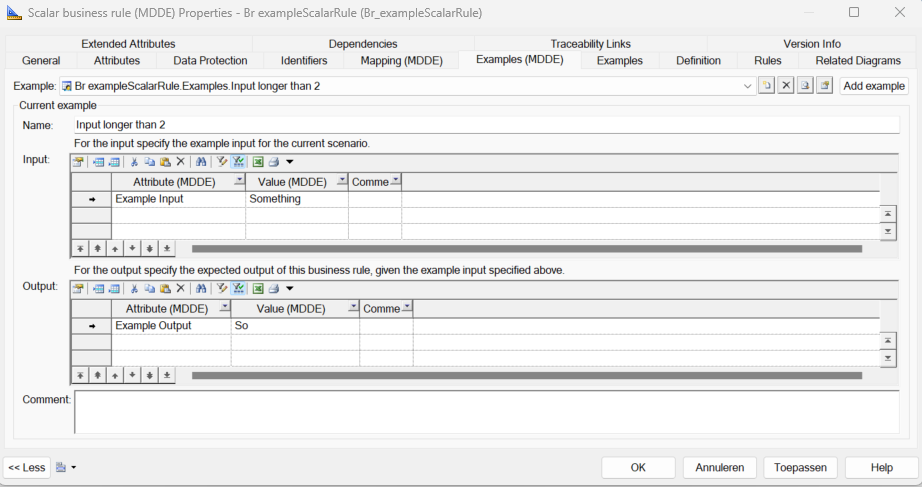 Scalar business rule (MDDE) Properties - Br exampleScalarRule (Br_exampleScalarRule)
Extended Attributes Dependencies Traceability Links Version Info
General Attributes Data Protection Identifiers Mapping (MDDE) Examples (MDDE) Examples Definition Rules Related Diagrams
Example: Br exampleScalarRule.Examples.Input longer than 2 Add example
Current example
Name: Input longer than 2
For the input specify the example input for the current scenario.
Input:
Attribute (MDDE) Value (MDDE) Comme
Example Input Something
For the output specify the expected output of this business rule, given the example input specified above.
Output:
Attribute (MDDE) Value (MDDE) Comme
Example Output So
Comment:
<< Less OK Annuleren Toepassen Help